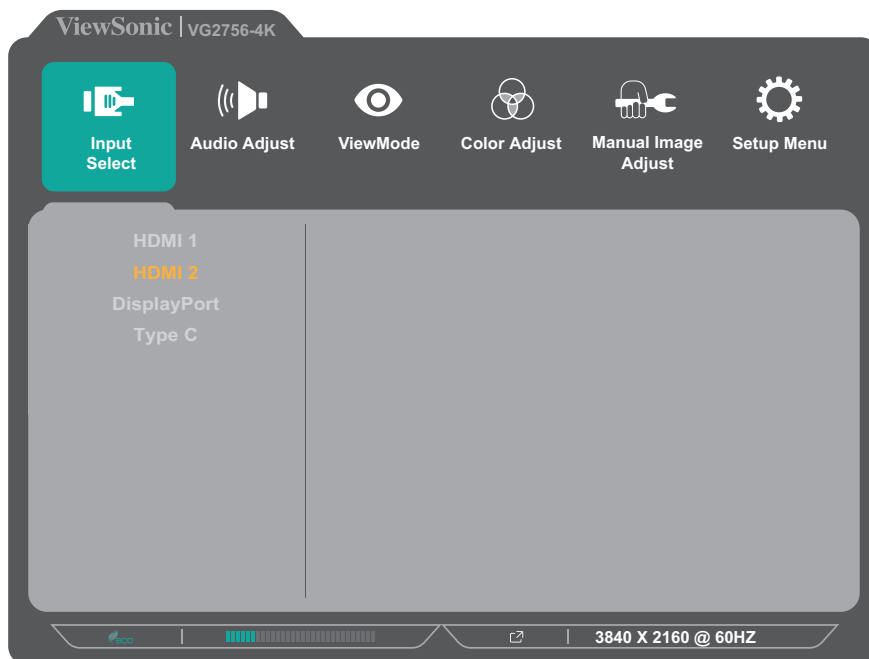 ViewSonic | VG2756-4K
Input
Select
Audio Adjust
ViewMode
Color Adjust
Manual Image
Adjust
Setup Menu
HDMI 1
HDMI 2
DisplayPort
Type C
eco
3840 X 2160 @ 60HZ